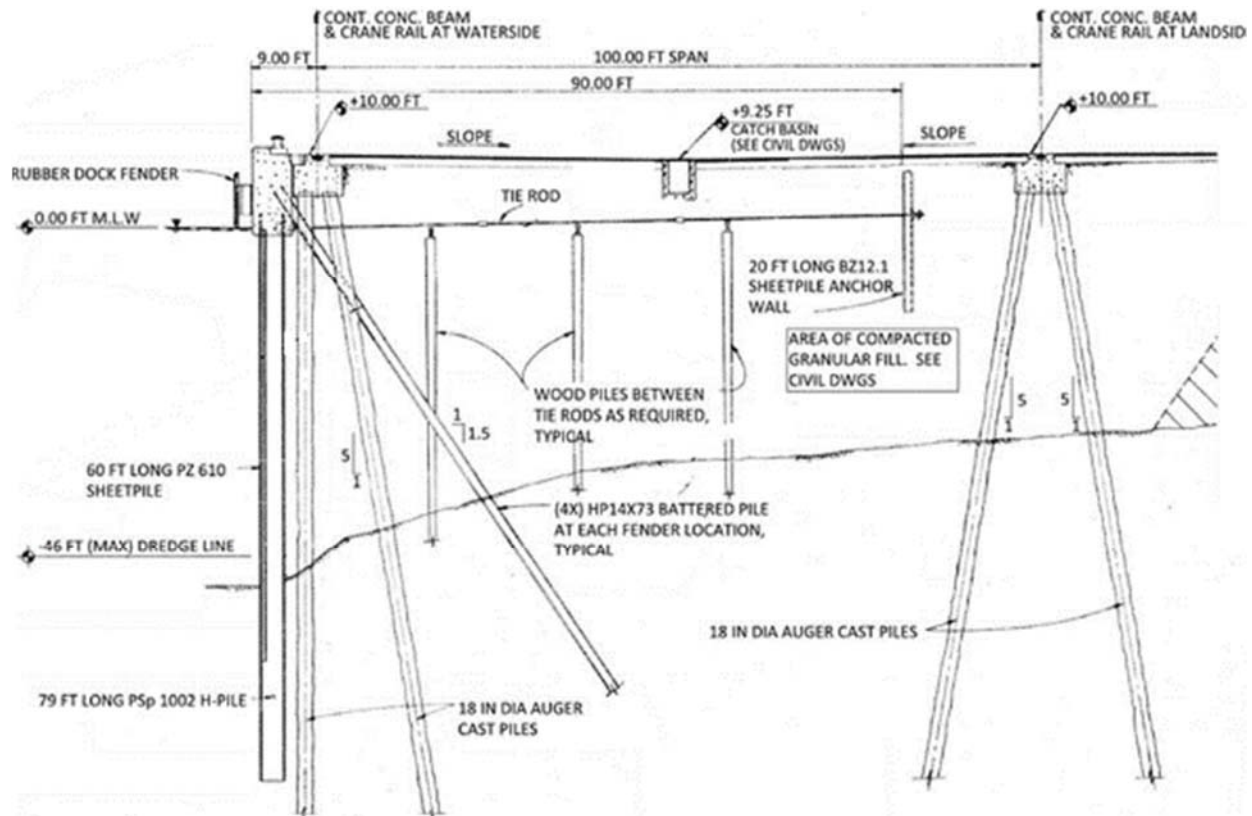 CONT. CONC. BEAM
& CRANE RAIL AT WATERSIDE
CONT. CONC. BEAM
& CRANE RAIL AT LANDSID
9.00 FT
100.00 FT SPAN
90.00 FT
+10.00 FT
+9.25 FT
CATCH BASIN
(SEE CIVIL DWGS)
+10.00 FT
SLOPE
SLOPE
RUBBER DOCK FENDER
TIE ROD
0.00 FT M.L.W
20 FT LONG BZ12.1
SHEETPILE ANCHOR
WALL
AREA OF COMPACTED
GRANULAR FILL. SEE
CIVIL DWGS
WOOD PILES BETWEEN
TIE RODS AS REQUIRED,
TYPICAL
1
1.5
5
1
5
1
5
1
60 FT LONG PZ 610
SHEETPILE
(4X) HP14X73 BATTERED PILE
AT EACH FENDER LOCATION,
TYPICAL
-46 FT (MAX) DREDGE LINE
18 IN DIA AUGER CAST PILES
79 FT LONG PSp 1002 H-PILE
18 IN DIA AUGER
CAST PILES